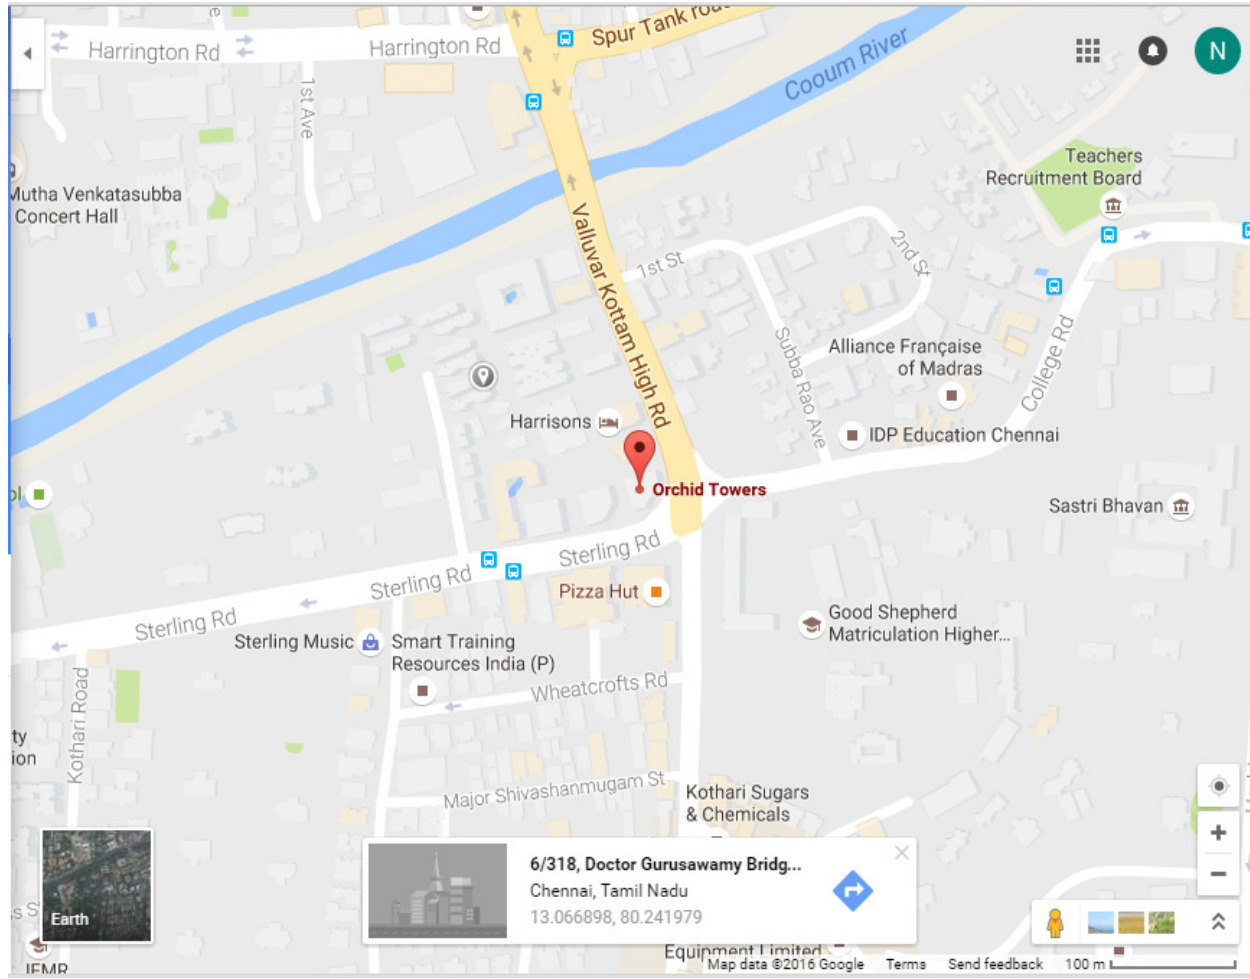 Spur Tank road
Harrington Rd
Harrington Rd
N
Cooum River
1st Ave
Teachers
Recruitment Board
Mutha Venkatasubba
Concert Hall
Valluvar Kottam High Rd
1st St
2nd St
Subba Rao Ave
Alliance Française
of Madras
College Rd
Harrisons
IDP Education Chennai
Orchid Towers
Sastri Bhavan
Sterling Rd
Sterling Rd
Sterling Rd
Pizza Hut
Good Shepherd
Matriculation Higher...
Sterling Music
Smart Training
Resources India (P)
Wheatcrofts Rd
Kothari Road
ty
ion
Major Shivashanmugam St
Kothari Sugars
& Chemicals
6/318, Doctor Gurusawamy Bridg...
Chennai, Tamil Nadu
13.066898, 80.241979
Earth
IFMR
Equipment Limited
Map data ©2016 Google Terms Send feedback 100 m